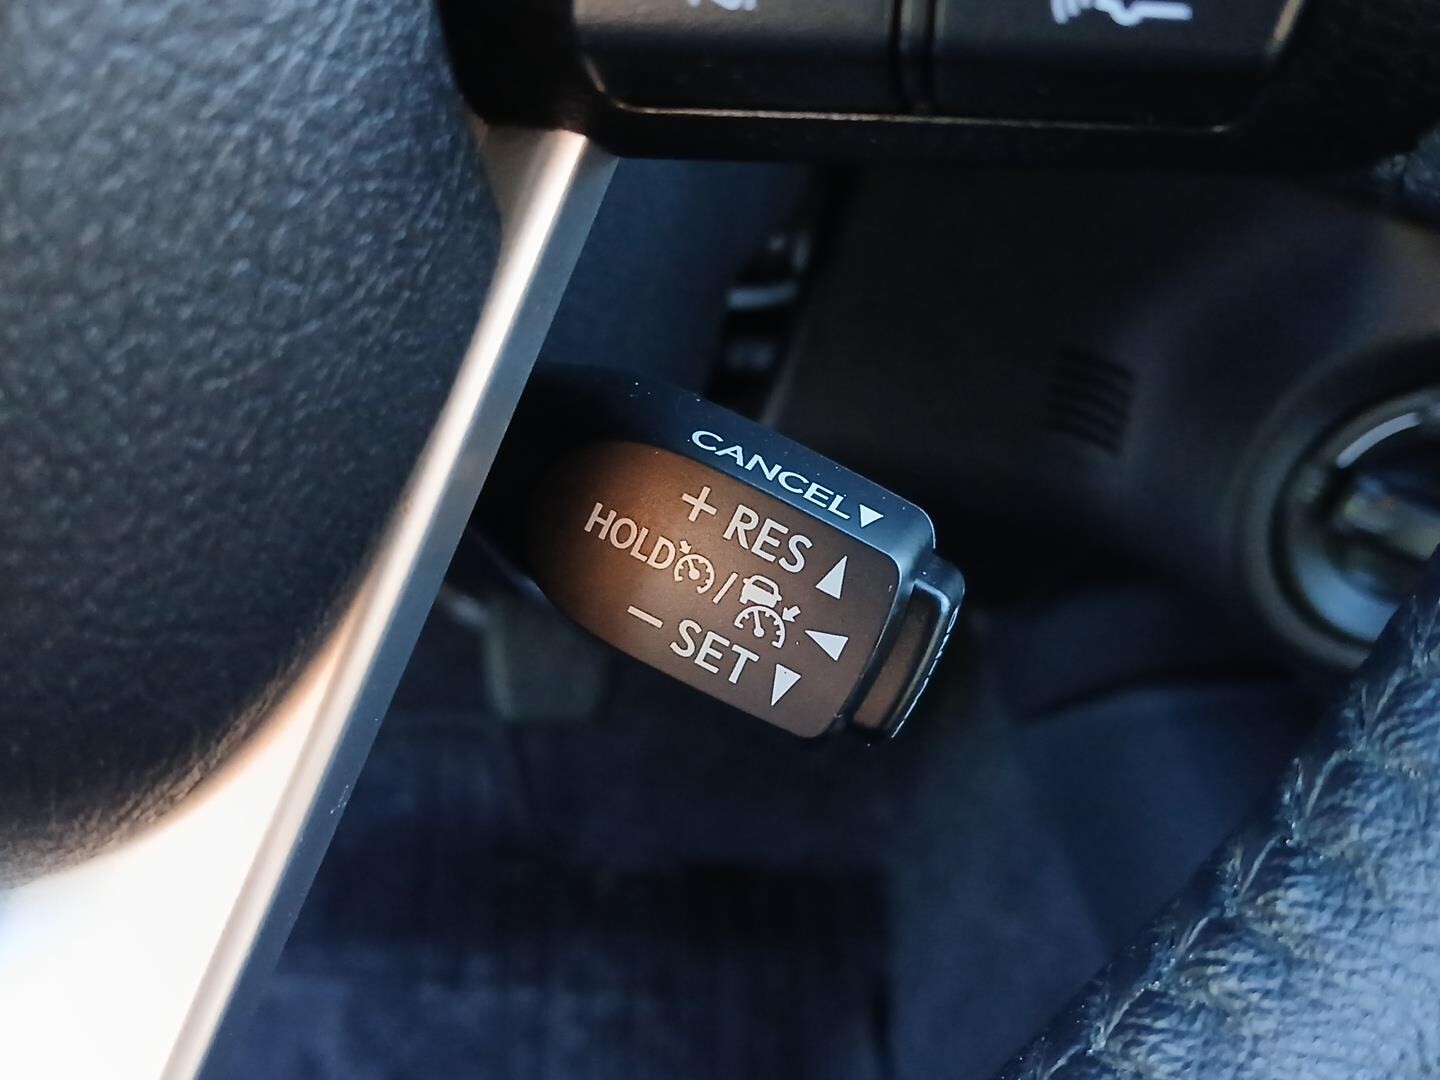 CANCEL▼
+ RES ▲
HOLD / ◀
– SET ▼